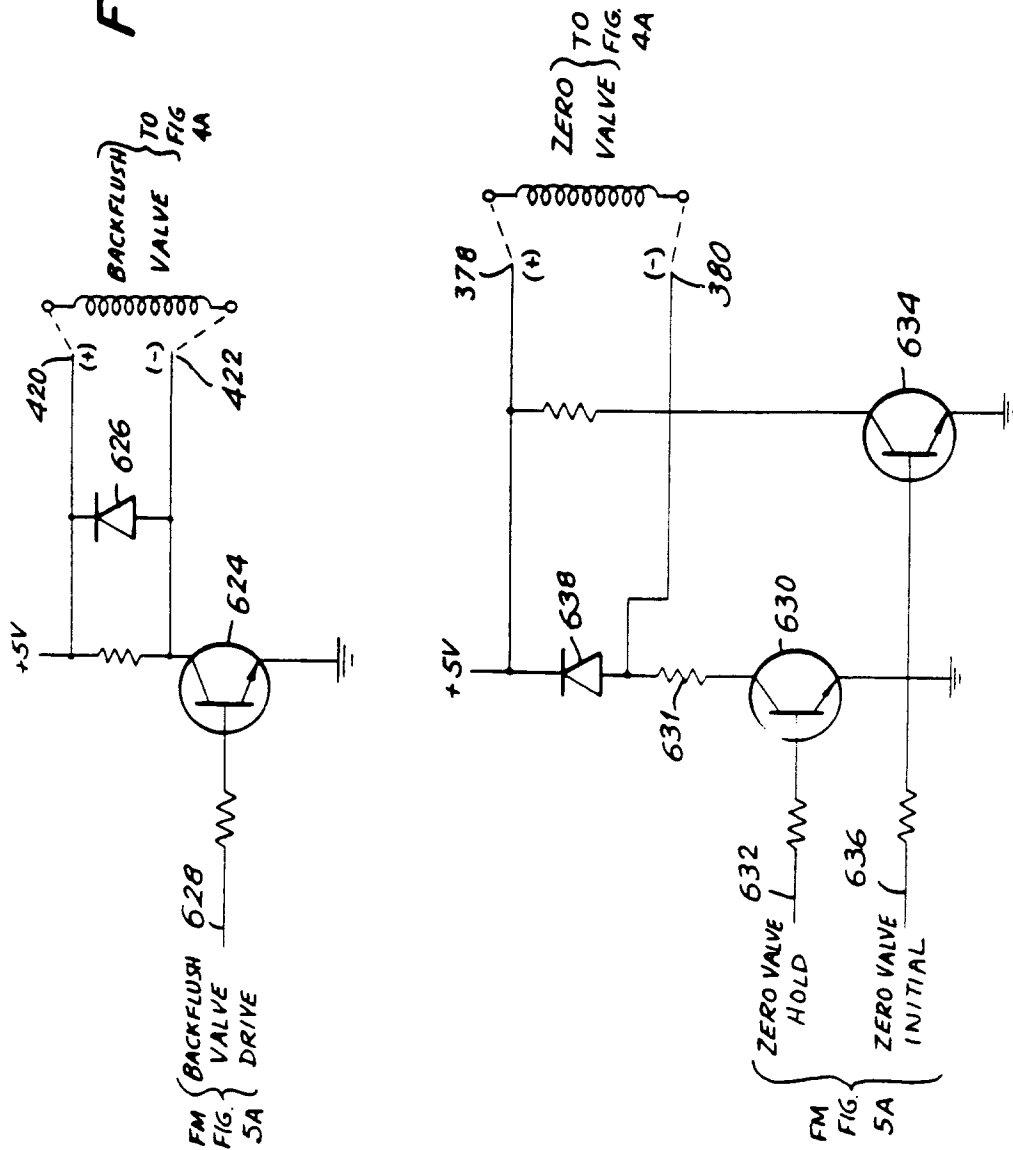 F
BACKFLUSH
VALVE
TO
FIG
4A
420
(+)
(-)
422
626
+5V
624
628
FM
FIG.
5A
BACKFLUSH
VALVE
DRIVE
ZERO
VALVE
TO
FIG.
4A
378
(+)
(-)
380
634
+5V
638
631
630
632
ZERO VALVE
HOLD
636
ZERO VALVE
INITIAL
FM
FIG.
5A